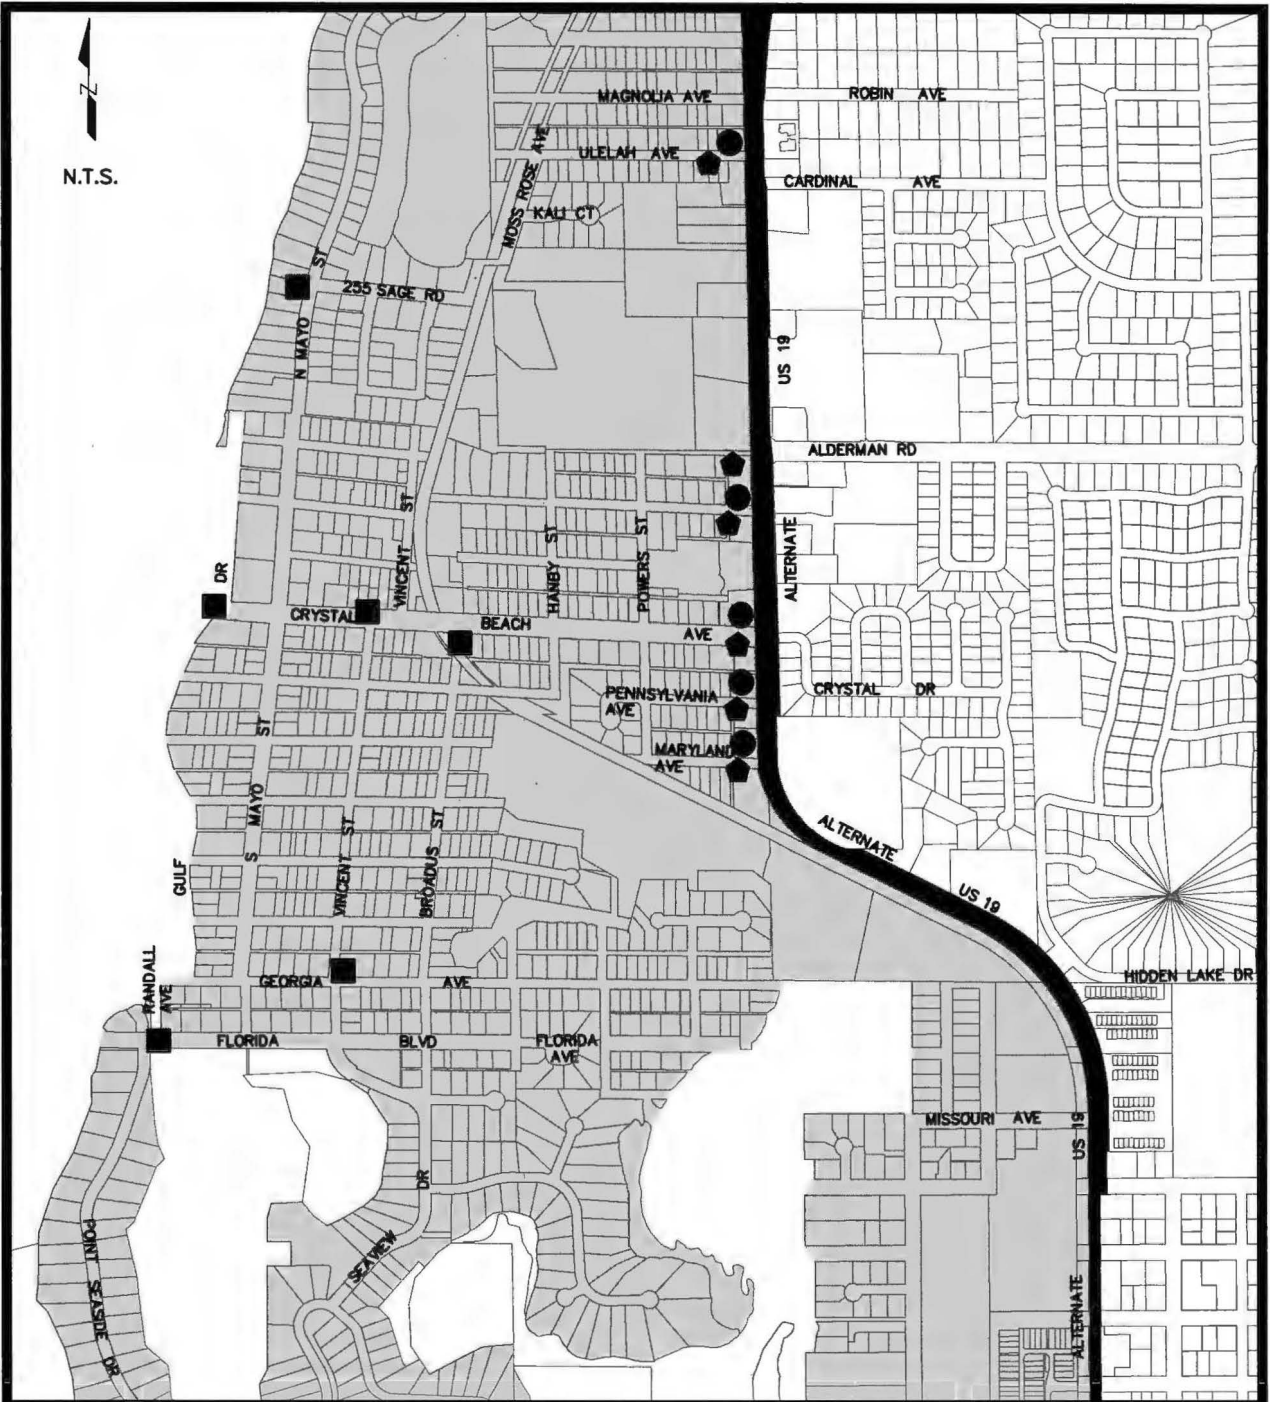 Z
N.T.S.
MAGNOLIA AVE
ROBIN AVE
ULELAH AVE
MOSS ROSE AVE
CARDINAL AVE
KALI CT
ST
255 SAGE RD
N MAYO
US 19
ALDERMAN RD
ST
VINCENT
HANBY ST
POWERS ST
ALTERNATE
DR
CRYSTAL
BEACH
AVE
PENNSYLVANIA
AVE
CRYSTAL DR
ST
MARYLAND
AVE
S MAYO
VINCENT ST
BROADUS ST
GULF
ALTERNATE
US 19
RANDALL
AVE
GEORGIA AVE
HIDDEN LAKE DR
FLORIDA BLVD
FLORIDA
AVE
MISSOURI AVE
US 19
DR
SEAVIEW
POINT SEASIDE DR
ALTERNATE